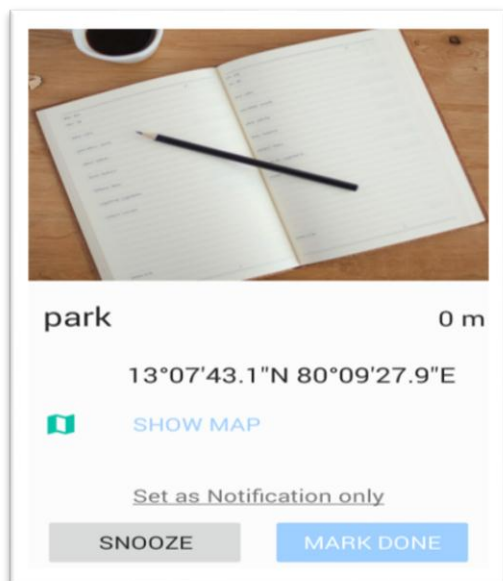 park
0 m
13°07'43.1"N 80°09'27.9"E
SHOW MAP
Set as Notification only
SNOOZE
MARK DONE